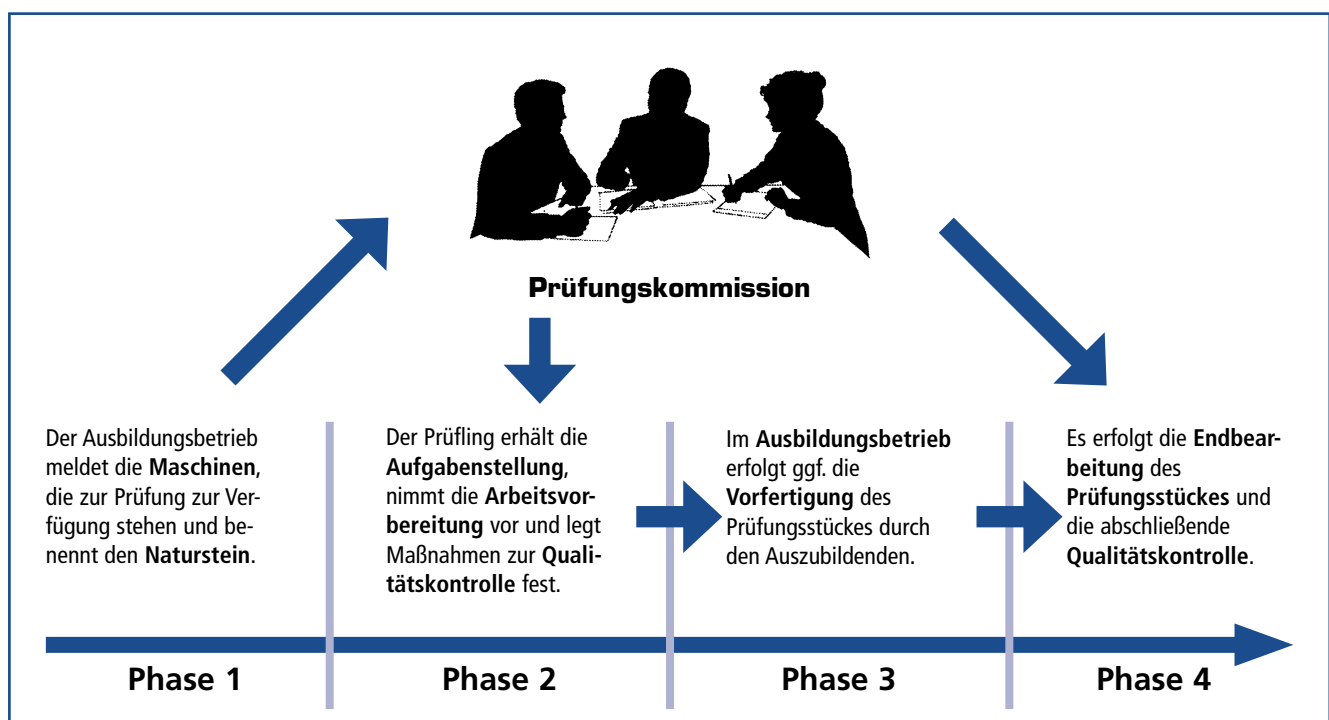 Prüfungskommission
Der Ausbildungsbetrieb
meldet die Maschinen,
die zur Prüfung zur Ver-
fügung stehen und be-
nennt den Naturstein.
Der Prüfling erhält die
Aufgabenstellung,
nimmt die Arbeitsvor-
bereitung vor und legt
Maßnahmen zur Quali-
tätskontrolle fest.
Im Ausbildungsbetrieb
erfolgt ggf. die
Vorfertigung des
Prüfungsstückes durch
den Auszubildenden.
Es erfolgt die Endbear-
beitung des
Prüfungsstückes und
die abschließende
Qualitätskontrolle.
Phase 1
Phase 2
Phase 3
Phase 4